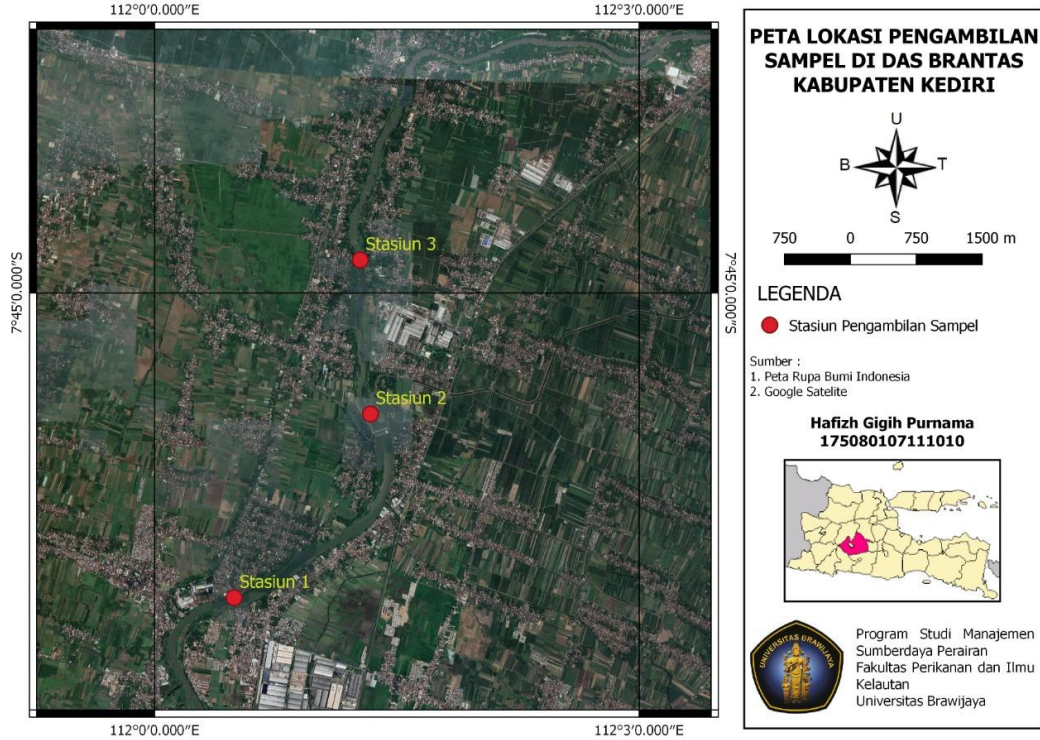 112°0'0.000"E
112°3'0.000"E
7°45'0.000"S
7°45'0.000"S
Stasiun 3
Stasiun 2
Stasiun 1
112°0'0.000"E
112°3'0.000"E
PETA LOKASI PENGAMBILAN
SAMPEL DI DAS BRANTAS
KABUPATEN KEDIRI
U
B
T
S
750 0 750 1500 m
LEGENDA
Stasiun Pengambilan Sampel
Sumber :
1. Peta Rupa Bumi Indonesia
2. Google Satelite
Hafizh Gigih Purnama
175080107111010
UNIVERSITAS BRAWIJAYA
Program Studi Manajemen
Sumberdaya Perairan
Fakultas Perikanan dan Ilmu
Kelautan
Universitas Brawijaya